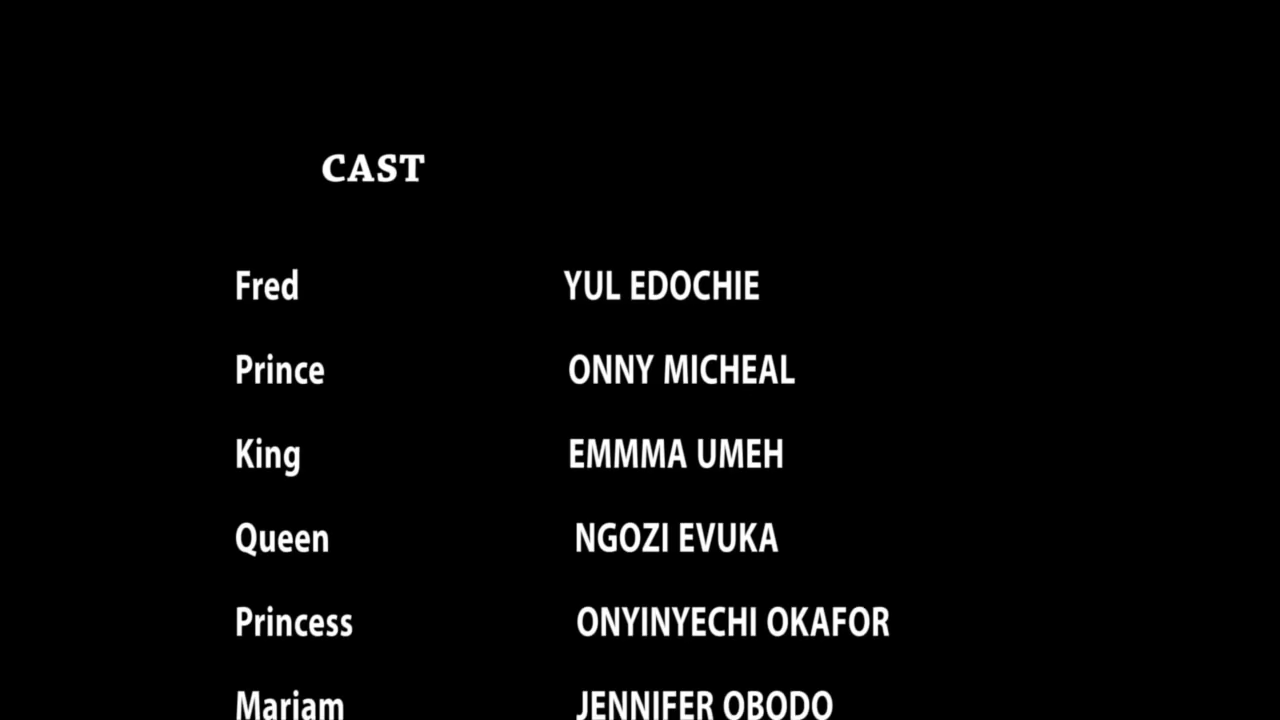 CAST
Fred YUL EDOCHIE
Prince ONNY MICHEAL
King EMMMA UMEH
Queen NGOZI EVUKA
Princess ONYINYECHI OKAFOR
Mariam JENNIFER OBODO